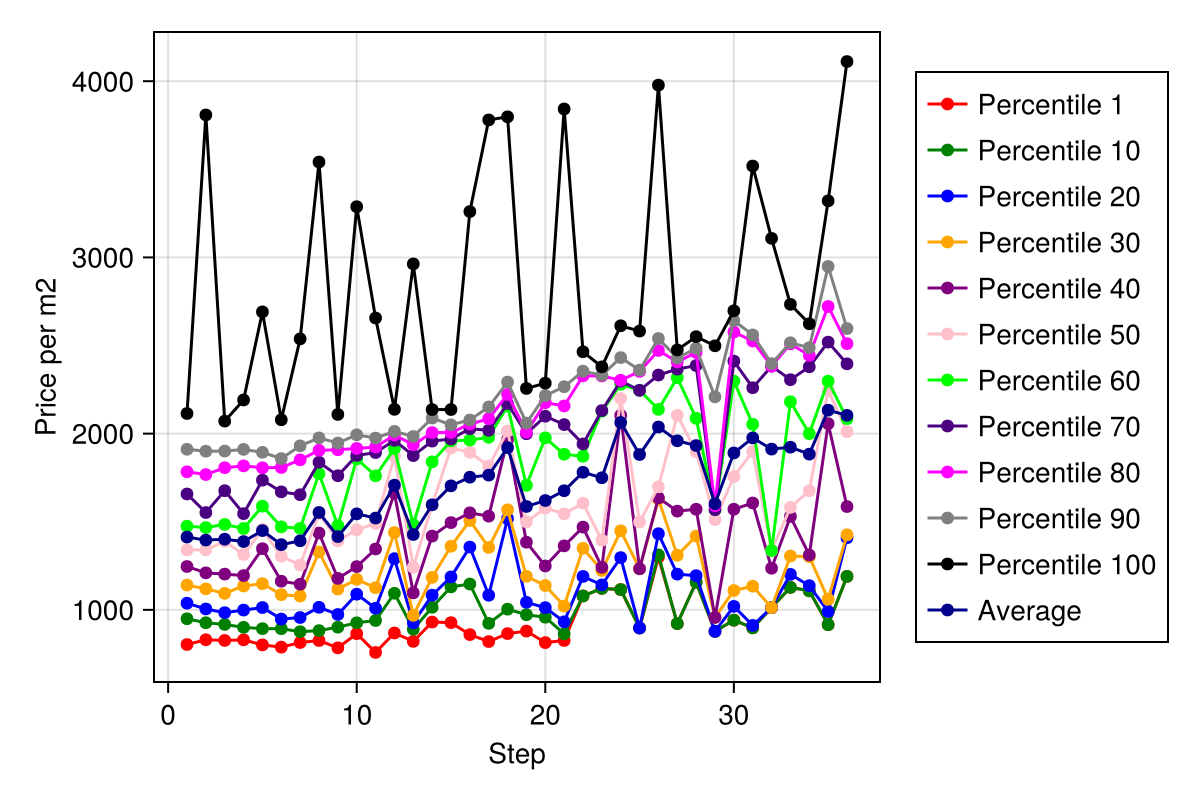 4000
3000
2000
1000
Price per m2
0 10 20 30
Step
Percentile 1
Percentile 10
Percentile 20
Percentile 30
Percentile 40
Percentile 50
Percentile 60
Percentile 70
Percentile 80
Percentile 90
Percentile 100
Average